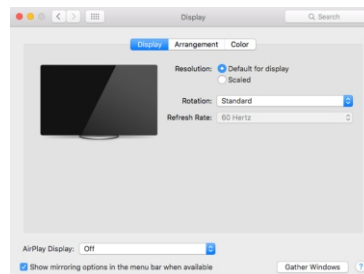 Display
Search
Display Arrangement Color
Resolution: Default for display
Scaled
Rotation: Standard
Refresh Rate: 60 Hertz
AirPlay Display: Off
Show mirroring options in the menu bar when available
Gather Windows ?